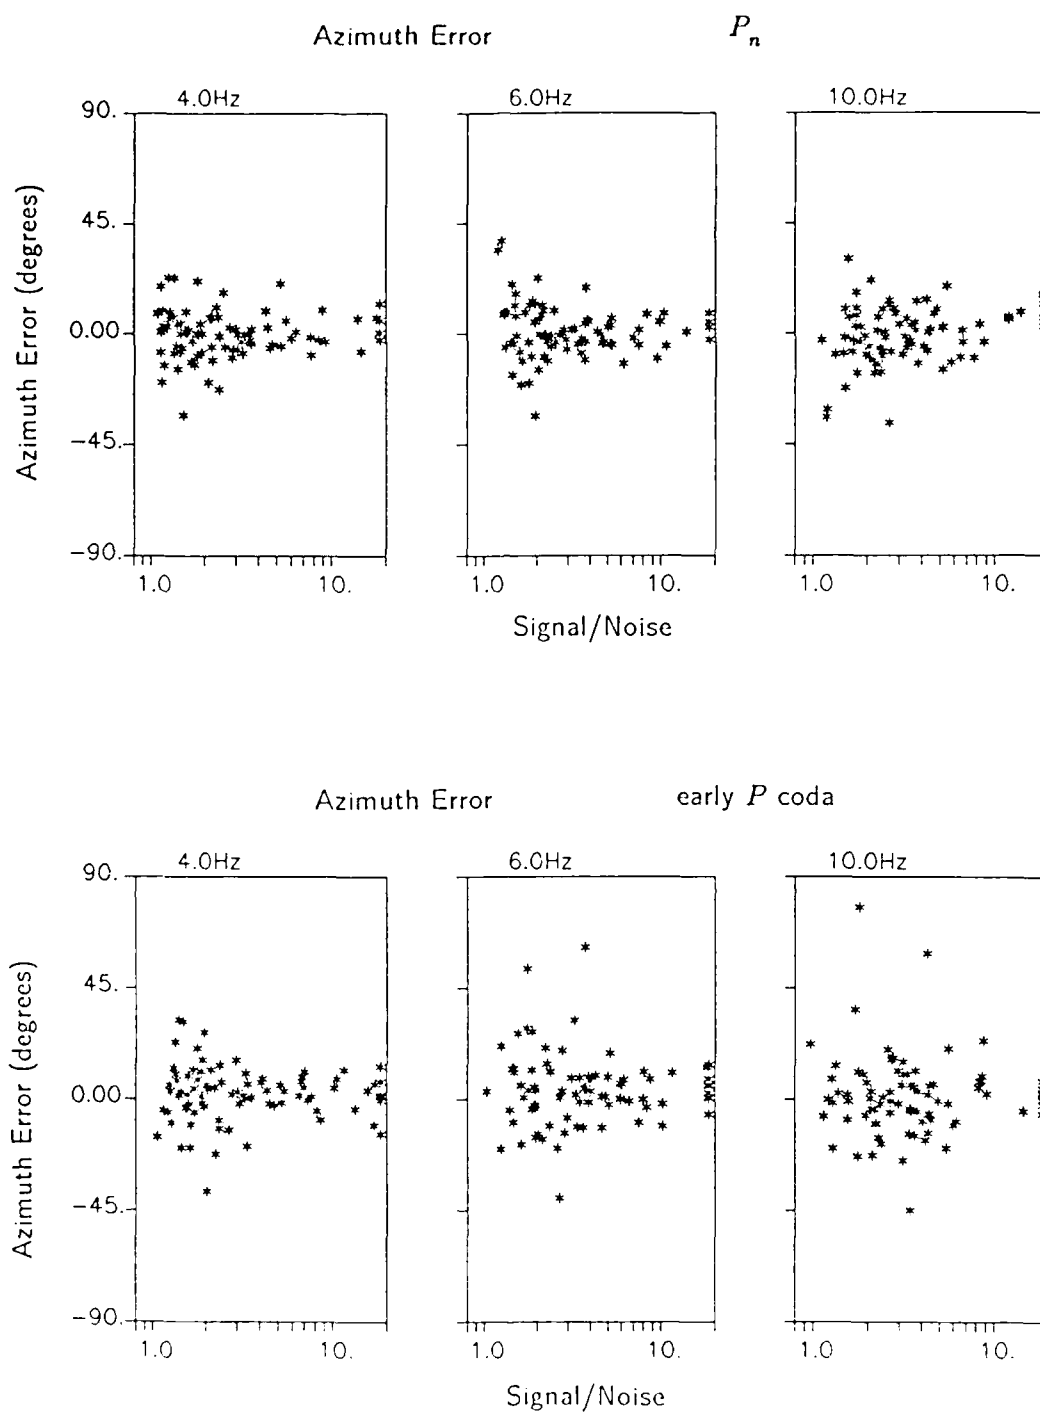 Azimuth Error Pn
4.0Hz 6.0Hz 10.0Hz
90.
45.
0.00
-45.
-90.
Azimuth Error (degrees)
1.0 10. 1.0 10. 1.0 10.
Signal/Noise
Azimuth Error early P coda
4.0Hz 6.0Hz 10.0Hz
90.
45.
0.00
-45.
-90.
Azimuth Error (degrees)
1.0 10. 1.0 10. 1.0 10.
Signal/Noise